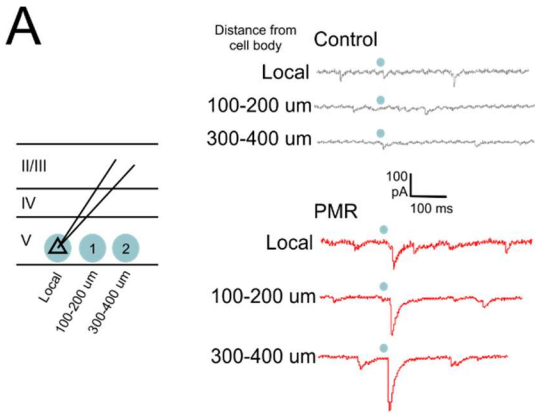 A
Distance from
cell body
Control
Local
100-200 um
300-400 um
100
pA
100 ms
II/III
IV
V
1
2
Local
100-200 um
300-400 um
PMR
Local
100-200 um
300-400 um